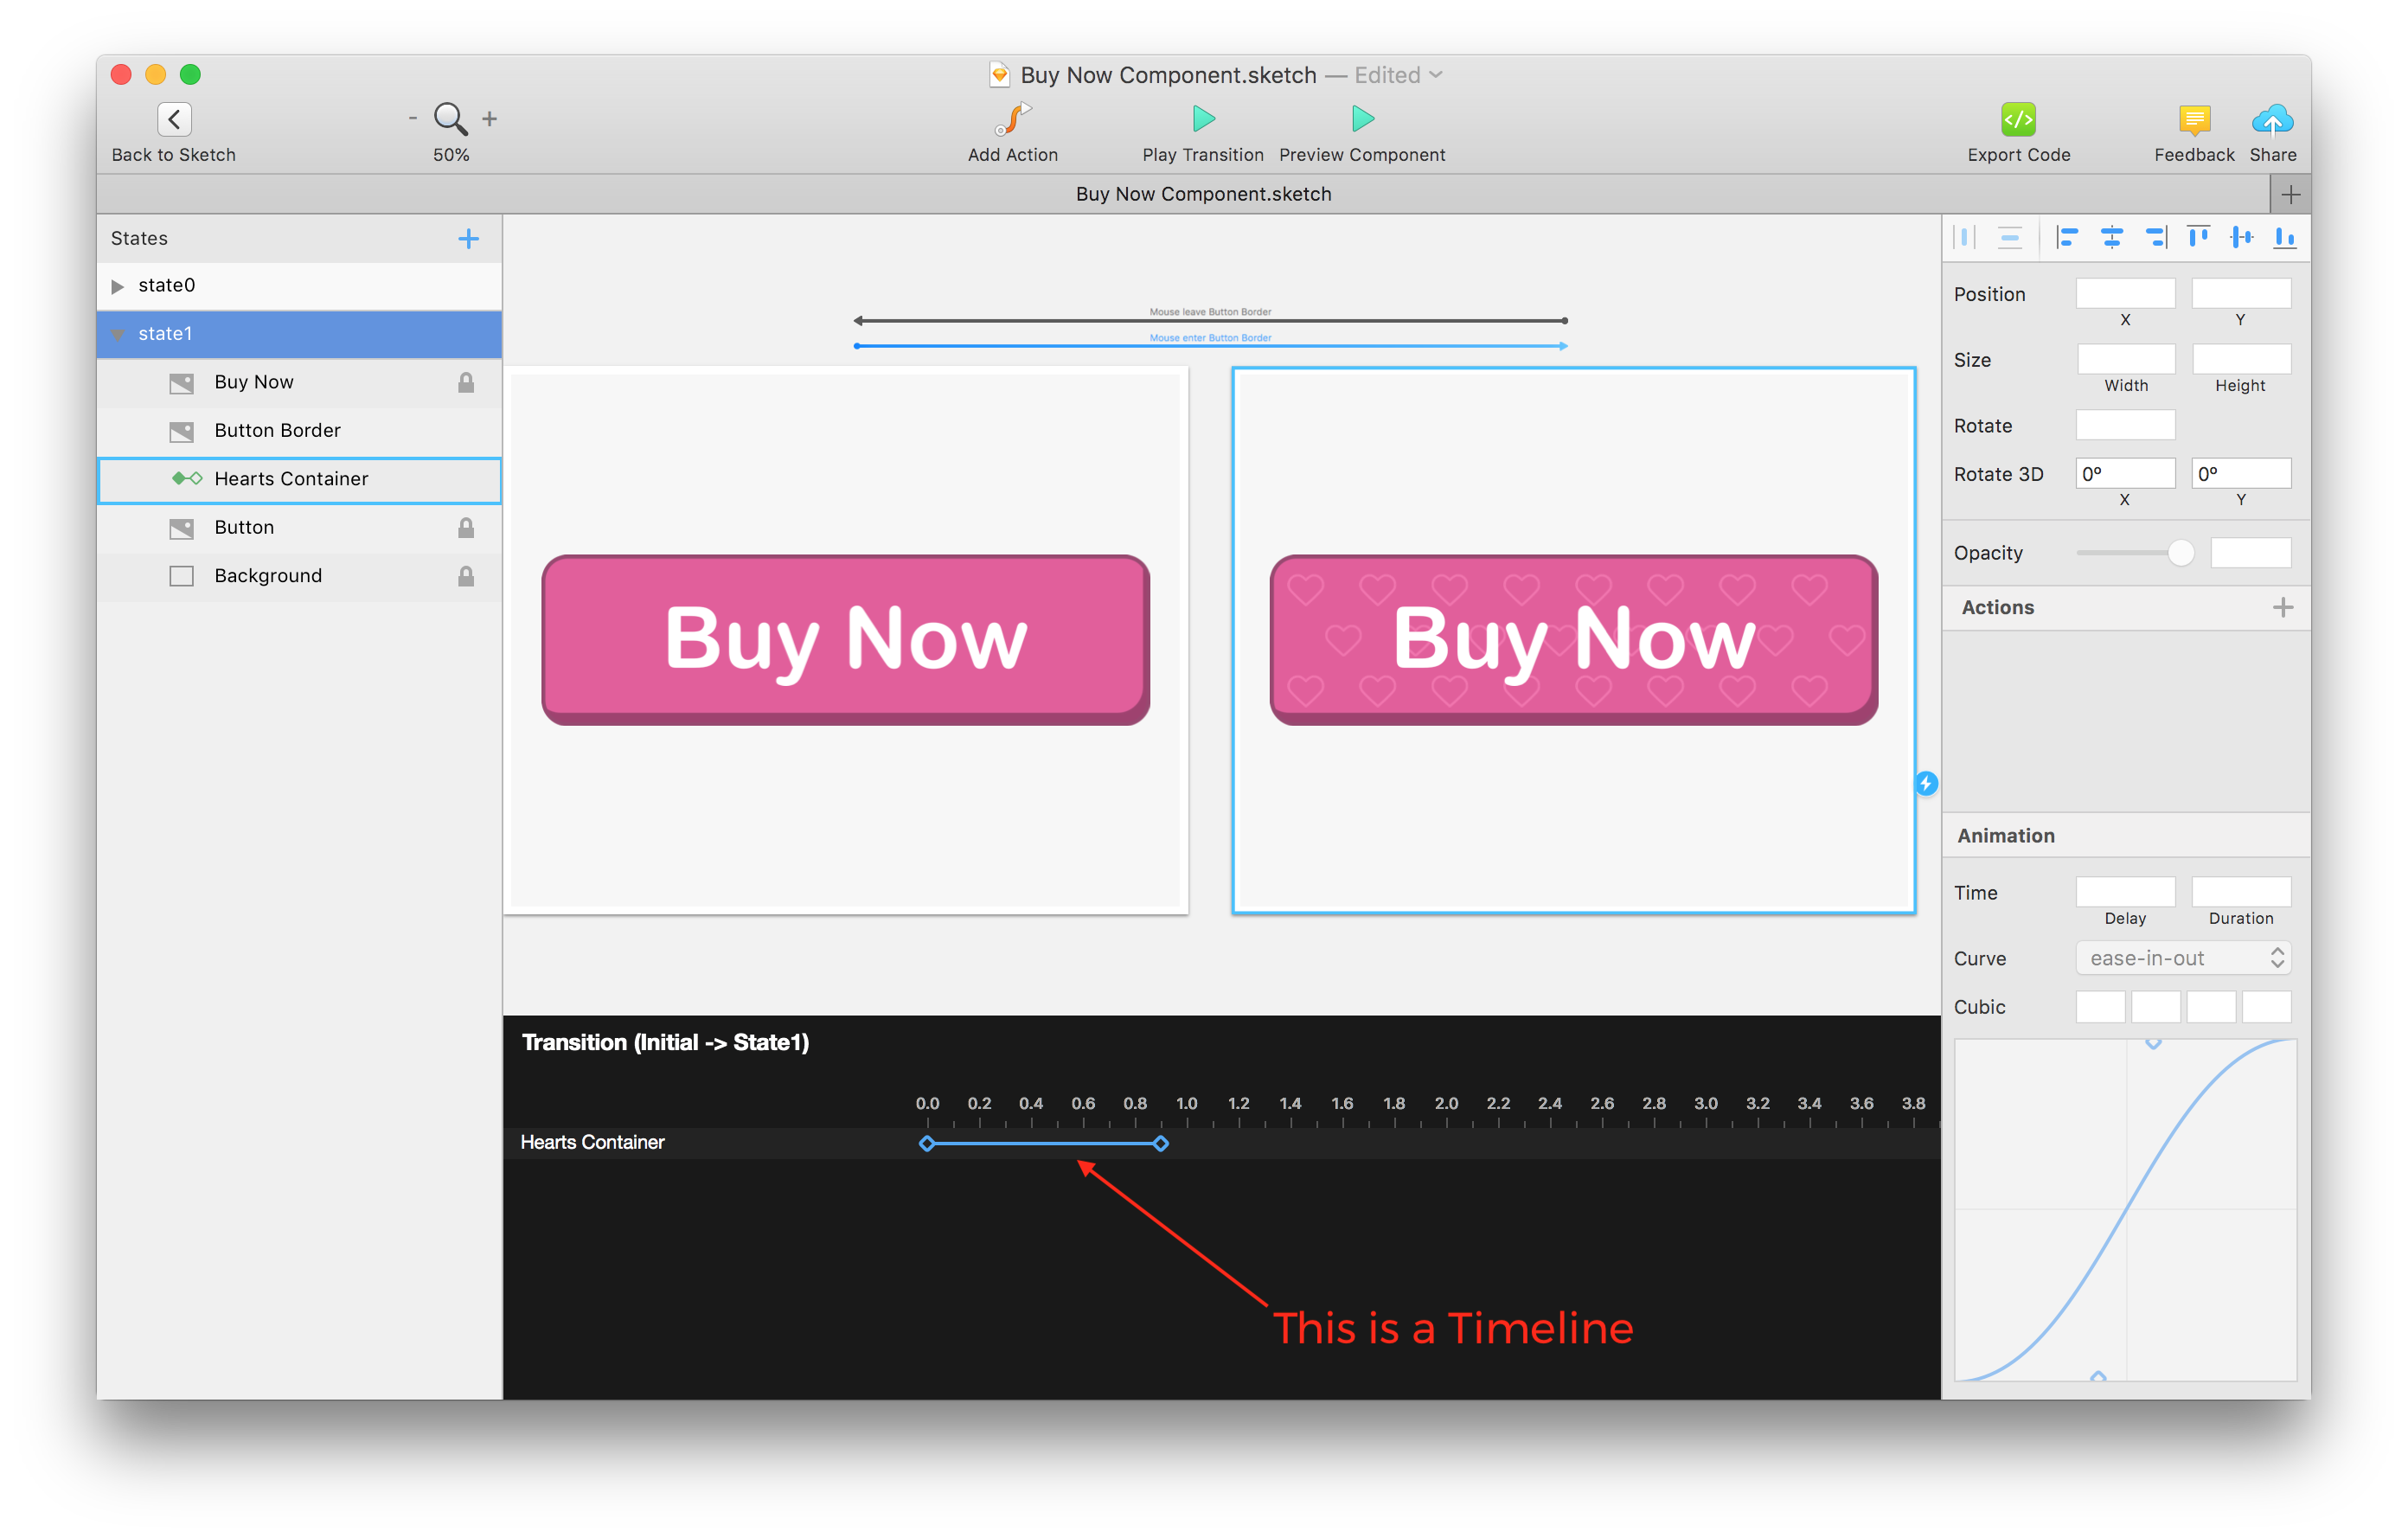 Buy Now Component.sketch — Edited
Back to Sketch
- +
50%
Add Action
Play Transition
Preview Component
</>
Export Code
Feedback
Share
Buy Now Component.sketch
+
States +
state0
state1
Buy Now
Button Border
Hearts Container
Button
Background
Mouse leave Button Border
Mouse enter Button Border
Buy Now
Buy Now
Position
X Y
Size
Width Height
Rotate
Rotate 3D 0º 0º
X Y
Opacity
Actions +
Animation
Time
Delay Duration
Curve ease-in-out
Cubic
Transition (Initial -> State1)
0.0 0.2 0.4 0.6 0.8 1.0 1.2 1.4 1.6 1.8 2.0 2.2 2.4 2.6 2.8 3.0 3.2 3.4 3.6 3.8
Hearts Container
This is a Timeline